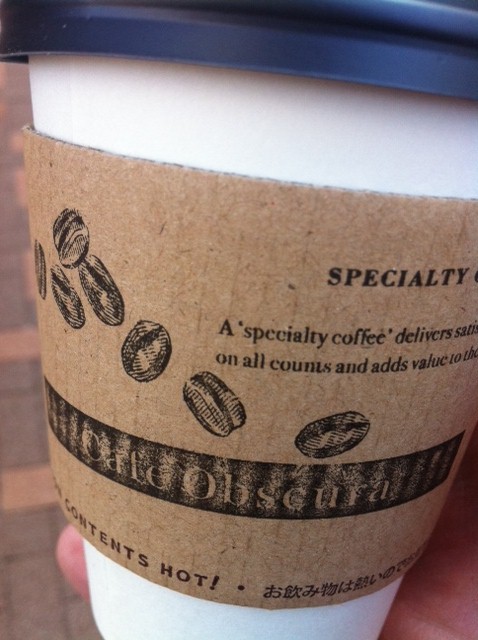 SPECIALTY
A 'specialty coffee' delivers
on all counts and adds value to the
Cafe Obscura
CONTENTS HOT! • お飲み物は熱いので